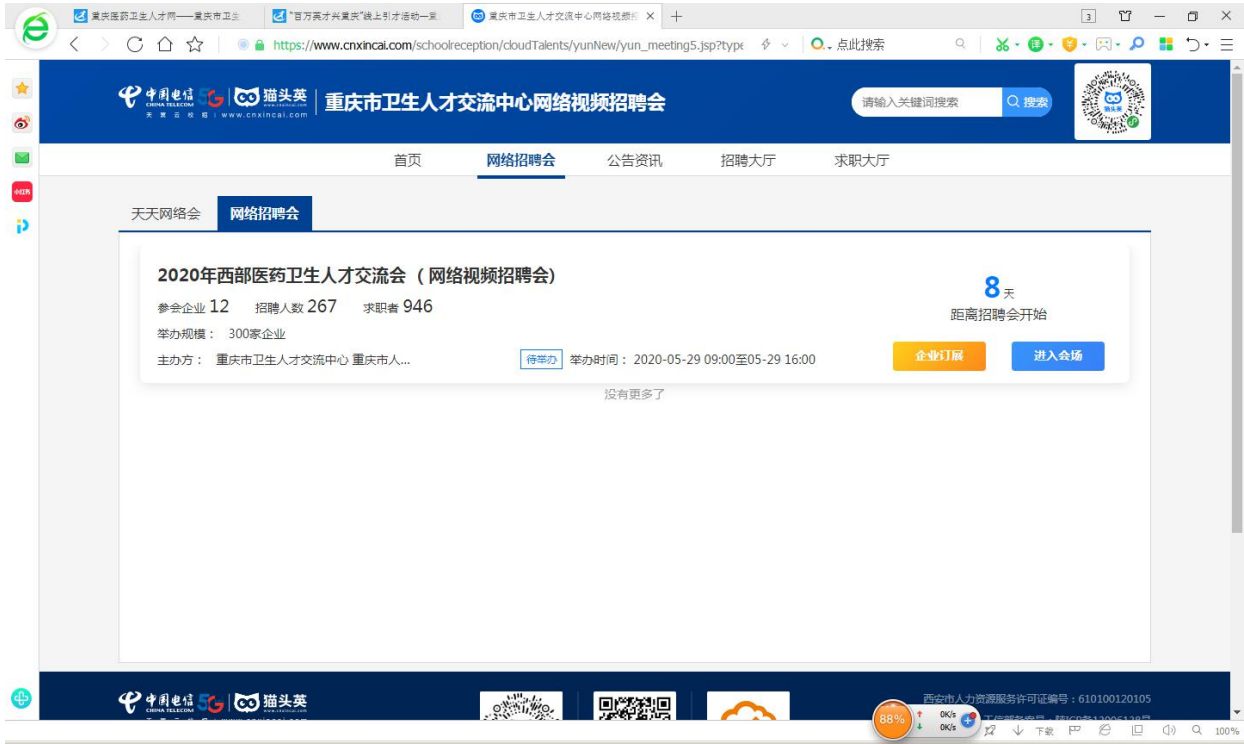 重庆医药卫生人才网——重庆市卫生
"百万英才兴重庆"线上引才活动—重
重庆市卫生人才交流中心网络视频招
3
https://www.cnxincai.com/schoolreception/cloudTalents/yunNew/yun_meeting5.jsp?type
点此搜索
中国电信
CHINA TELECOM
5G
猫头英
www.cnxincai.com
重庆市卫生人才交流中心网络视频招聘会
请输入关键词搜索
搜索
首页 网络招聘会 公告资讯 招聘大厅 求职大厅
天天网络会 网络招聘会
2020年西部医药卫生人才交流会（网络视频招聘会）
参会企业 12 招聘人数 267 求职者 946
举办规模： 300家企业
主办方： 重庆市卫生人才交流中心 重庆市人...
待举办 举办时间： 2020-05-29 09:00至05-29 16:00
8 天
距离招聘会开始
企业订展 进入会场
没有更多了
中国电信
CHINA TELECOM
5G
猫头英
西安市人力资源服务许可证编号：610100120105
88%
0K/s
0K/s
下载
100%